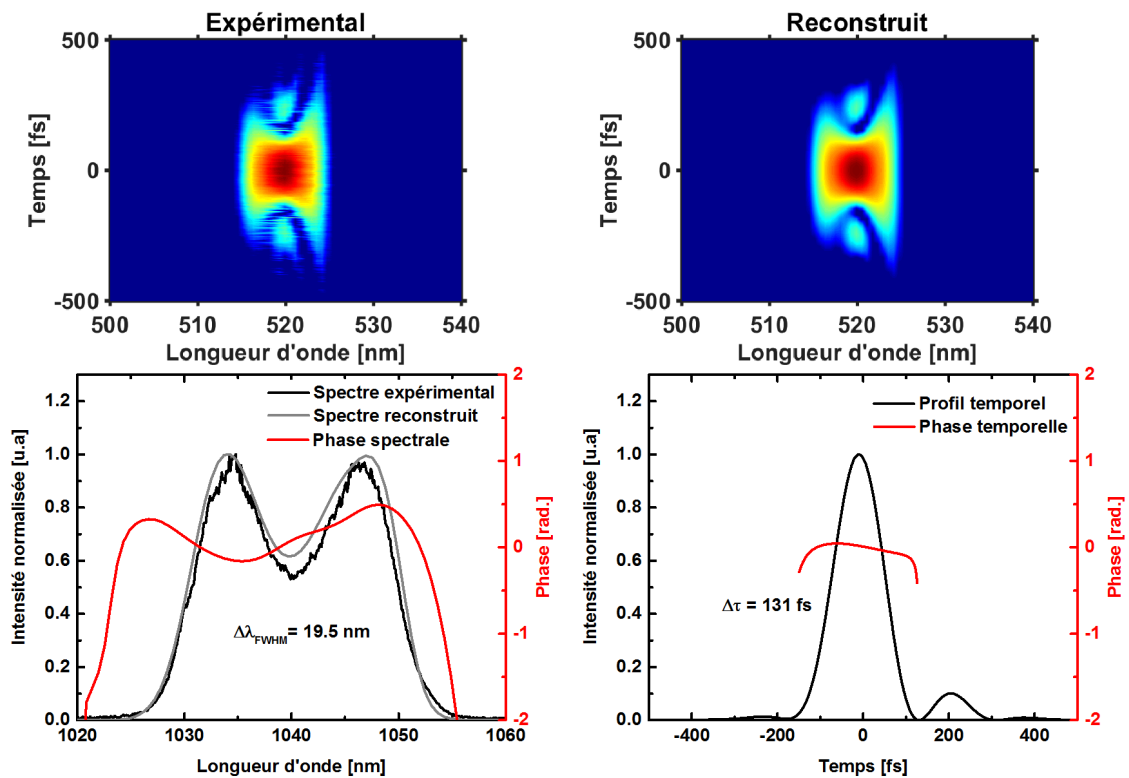 Expérimental
500
0
-500
Temps [fs]
500 510 520 530 540
Longueur d'onde [nm]
Reconstruit
500
0
-500
Temps [fs]
500 510 520 530 540
Longueur d'onde [nm]
Spectre expérimental
Spectre reconstruit
Phase spectrale
ΔλFWHM= 19.5 nm
1.2
1.0
0.8
0.6
0.4
0.2
0.0
Intensité normalisée [u.a]
2
1
0
-1
-2
Phase [rad.]
1020 1030 1040 1050 1060
Longueur d'onde [nm]
Profil temporel
Phase temporelle
Δτ = 131 fs
1.2
1.0
0.8
0.6
0.4
0.2
0.0
Intensité normalisée [u.a]
2
1
0
-1
-2
Phase [rad.]
-400 -200 0 200 400
Temps [fs]